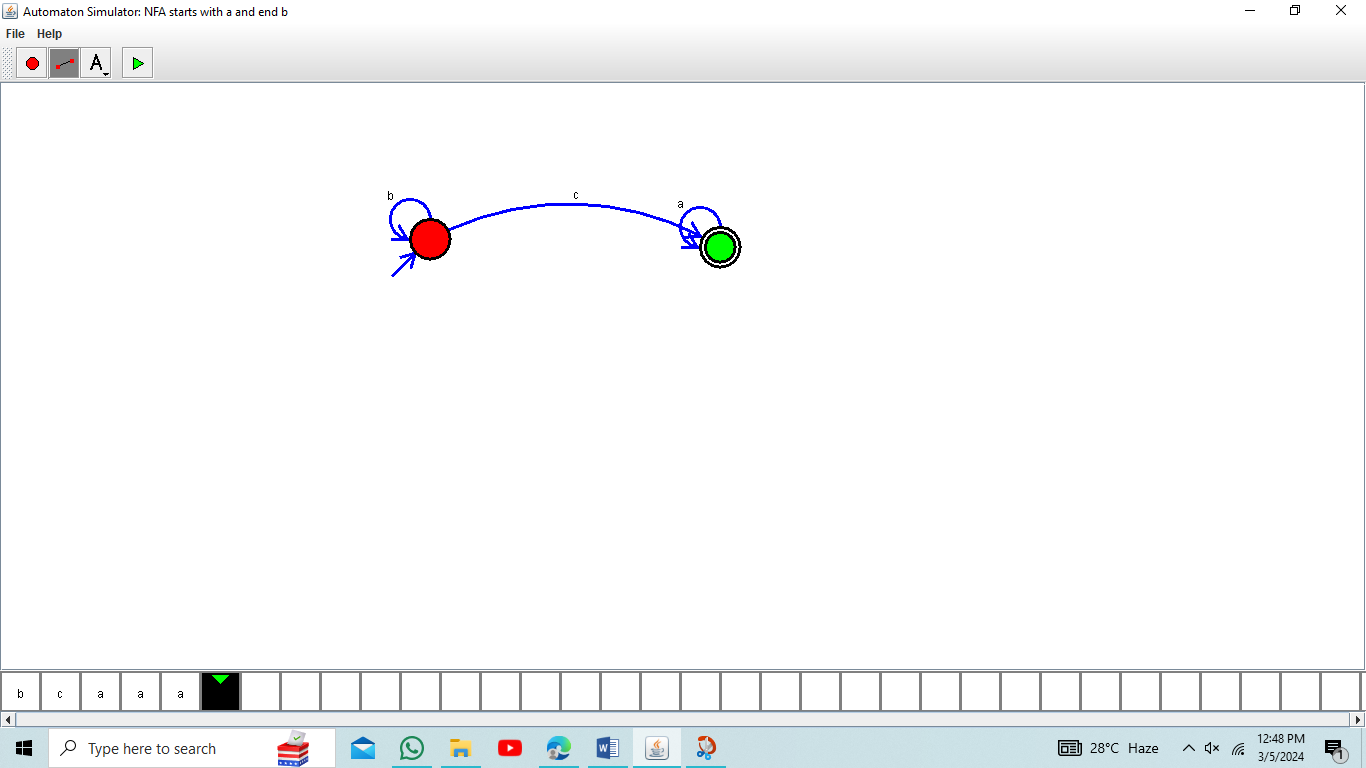 Automaton Simulator: NFA starts with a and end b
File Help
A
b
c
a
b c a a a
Type here to search
28°C Haze
12:48 PM
3/5/2024
1